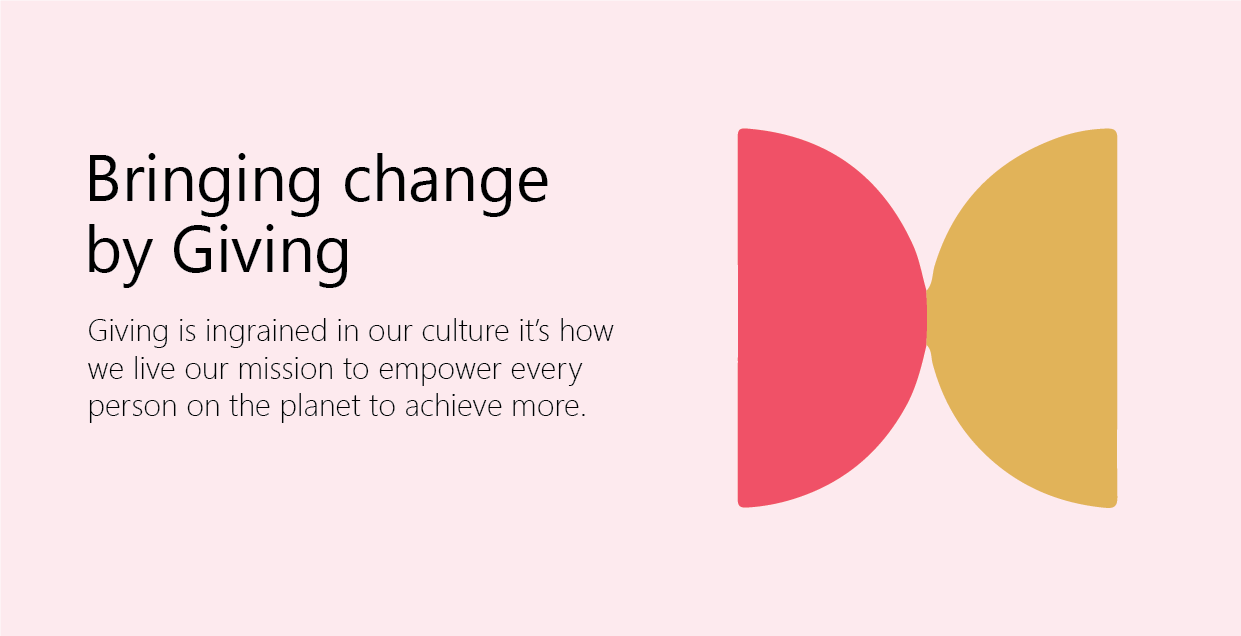 Bringing change
by Giving
Giving is ingrained in our culture it’s how
we live our mission to empower every
person on the planet to achieve more.